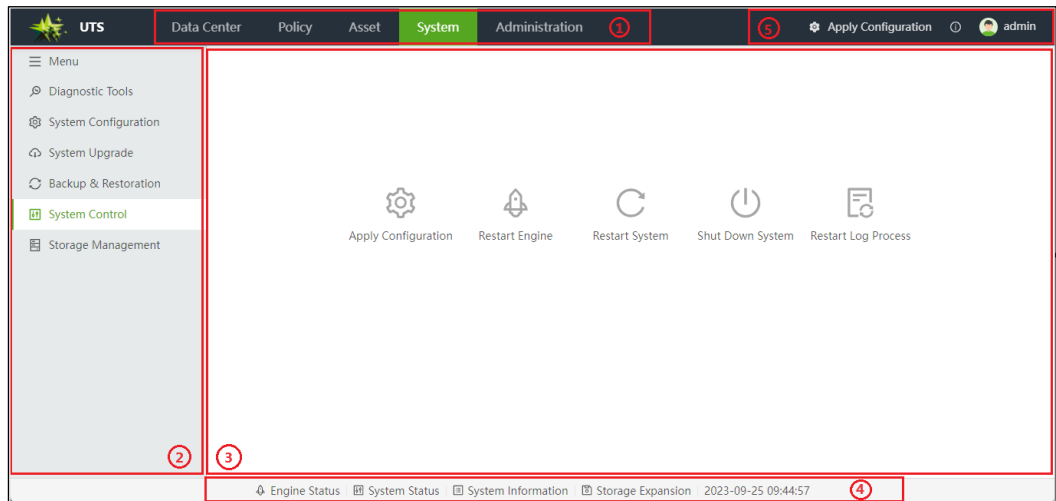 UTS Data Center Policy Asset System Administration ① ⑤ Apply Configuration admin
Menu
Diagnostic Tools
System Configuration
System Upgrade
Backup & Restoration
System Control
Storage Management
Apply Configuration Restart Engine Restart System Shut Down System Restart Log Process
② ③
Engine Status System Status System Information Storage Expansion 2023-09-25 09:44:57 ④